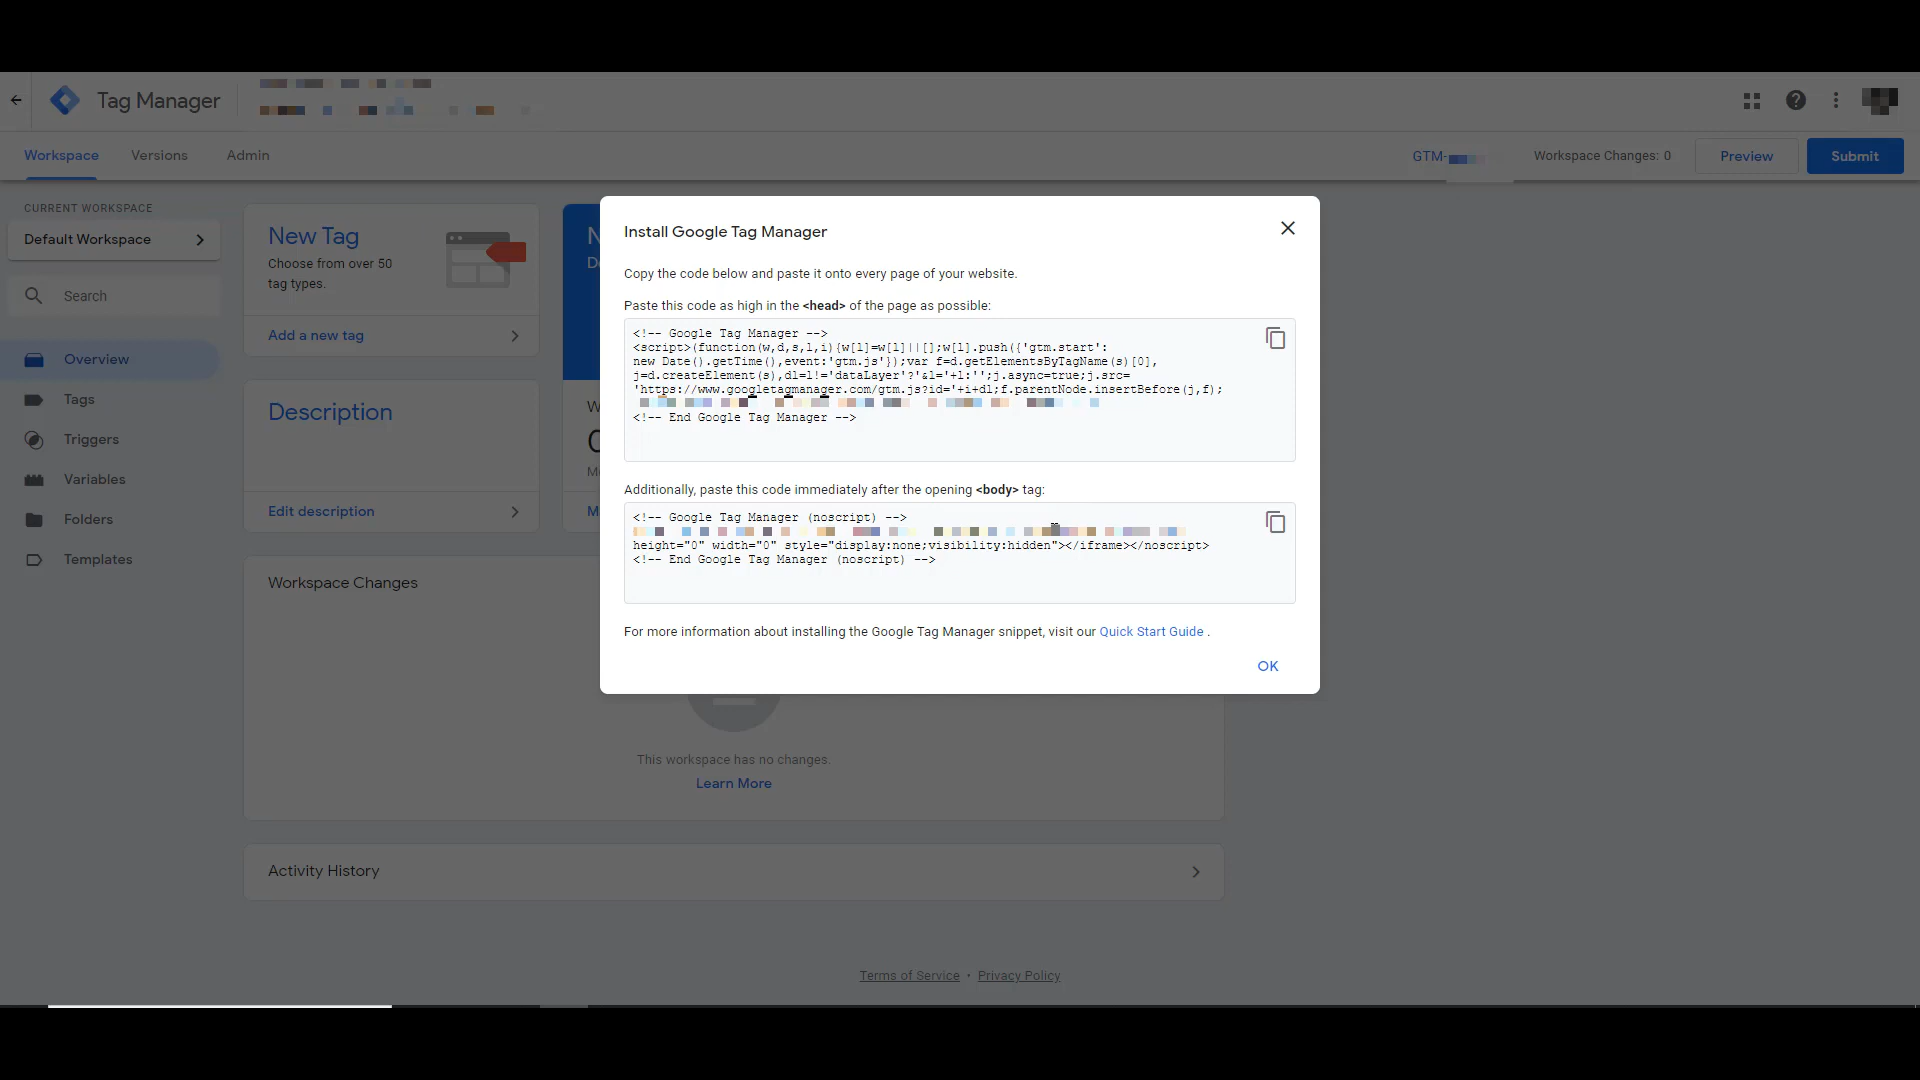 Tag Manager
Workspace
Versions
Admin
GTM-
Workspace Changes: 0
Preview
Submit
CURRENT WORKSPACE
Default Workspace
Search
Overview
Tags
Triggers
Variables
Folders
Templates
New Tag
Choose from over 50
tag types.
Add a new tag
Description
Edit description
Workspace Changes
This workspace has no changes.
Learn More
Activity History
Install Google Tag Manager
Copy the code below and paste it onto every page of your website.
Paste this code as high in the <head> of the page as possible:
<!-- Google Tag Manager -->
<script>(function(w,d,s,l,i){w[l]=w[l]||[];w[l].push({'gtm.start':
new Date().getTime(),event:'gtm.js'});var f=d.getElementsByTagName(s)[0],
j=d.createElement(s),dl=l!='dataLayer'?'&l='+l:'';j.async=true;j.src=
'https://www.googletagmanager.com/gtm.js?id='+i+dl;f.parentNode.insertBefore(j,f);
<!-- End Google Tag Manager -->
Additionally, paste this code immediately after the opening <body> tag:
<!-- Google Tag Manager (noscript) -->
height="0" width="0" style="display:none;visibility:hidden"></iframe></noscript>
<!-- End Google Tag Manager (noscript) -->
For more information about installing the Google Tag Manager snippet, visit our Quick Start Guide .
OK
Terms of Service • Privacy Policy